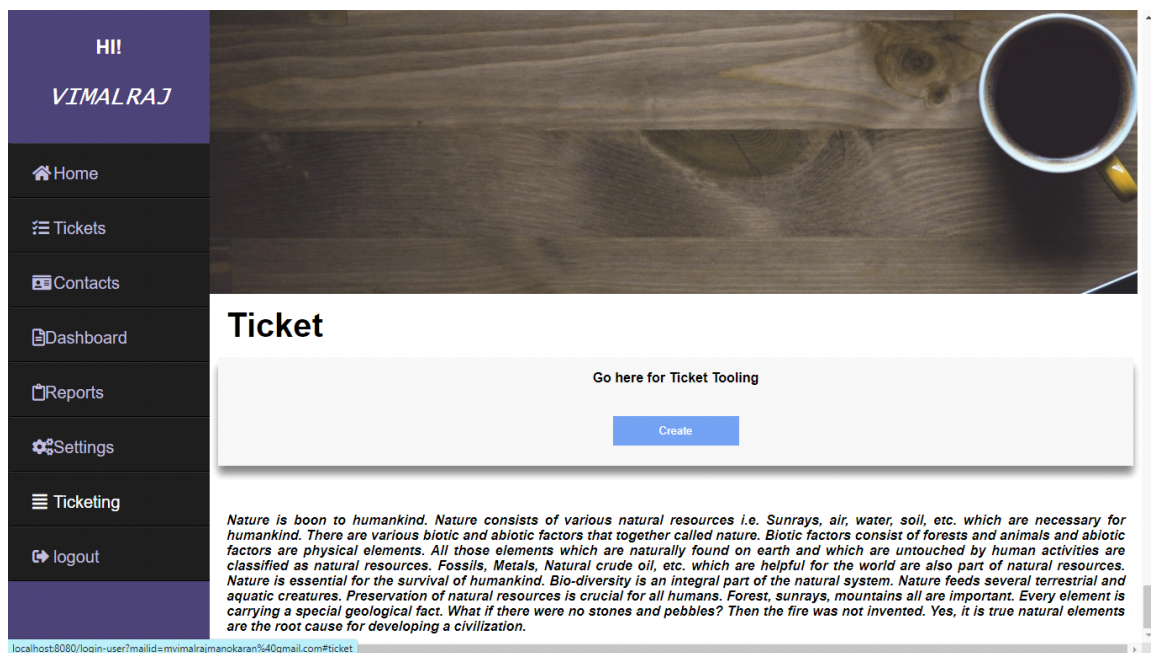 HI!
VIMALRAJ
Home
Tickets
Contacts
Dashboard
Reports
Settings
Ticketing
logout
Ticket
Go here for Ticket Tooling
Create
Nature is boon to humankind. Nature consists of various natural resources i.e. Sunrays, air, water, soil, etc. which are necessary for
humankind. There are various biotic and abiotic factors that together called nature. Biotic factors consist of forests and animals and abiotic
factors are physical elements. All those elements which are naturally found on earth and which are untouched by human activities are
classified as natural resources. Fossils, Metals, Natural crude oil, etc. which are helpful for the world are also part of natural resources.
Nature is essential for the survival of humankind. Bio-diversity is an integral part of the natural system. Nature feeds several terrestrial and
aquatic creatures. Preservation of natural resources is crucial for all humans. Forest, sunrays, mountains all are important. Every element is
carrying a special geological fact. What if there were no stones and pebbles? Then the fire was not invented. Yes, it is true natural elements
are the root cause for developing a civilization.
localhost:8080/login-user?mailid=mvimalrajmanokaran%40gmail.com#ticket